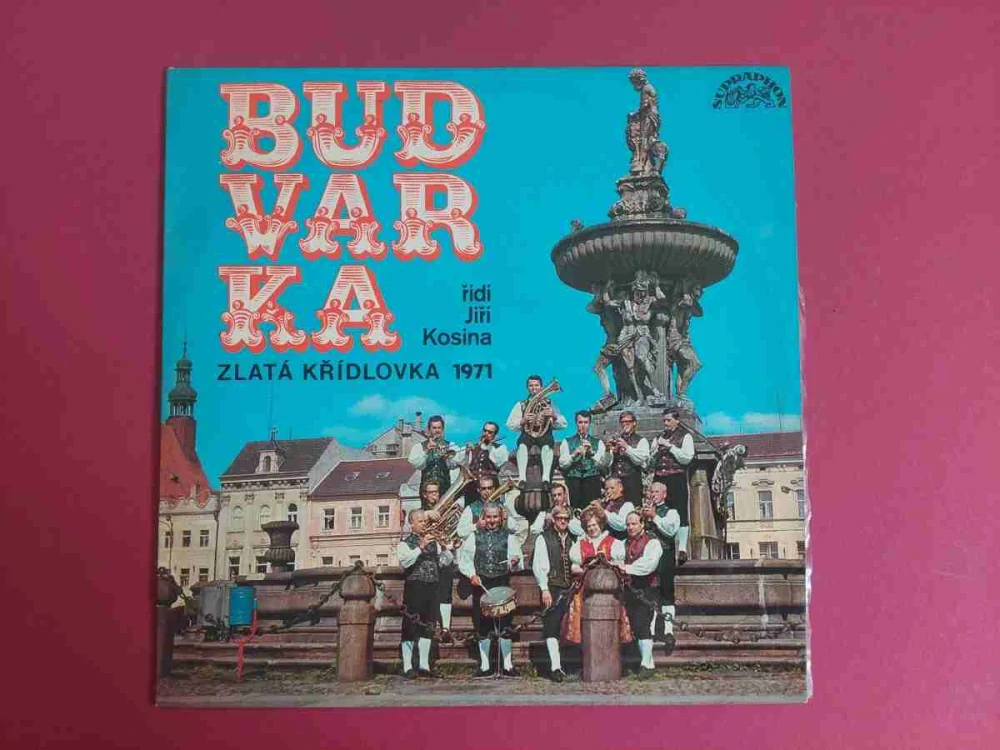 BUD
VAR
KA
řídí
Jiří
Kosina
ZLATÁ KŘÍDLOVKA 1971
SUPRAPHON